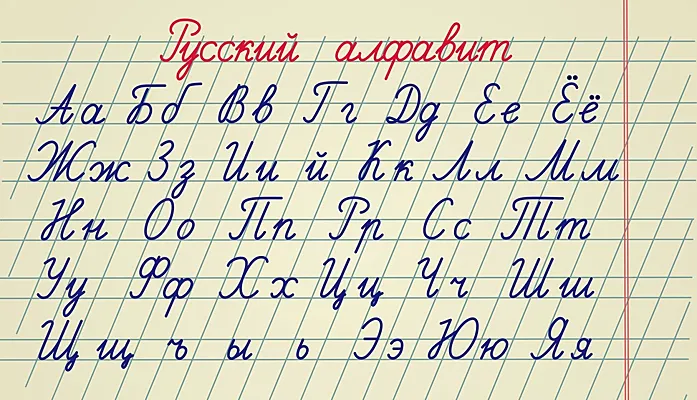 Русский алфавит
Аа Бб Вв Гг Дд Ее Ёё
Жж Зз Ии й Кк Лл Мм
Нн Оо Пп Рр Сс Тт
Уу Фф Хх Цц Чч Шш
Щщ ъ ы ь Ээ Юю Яя